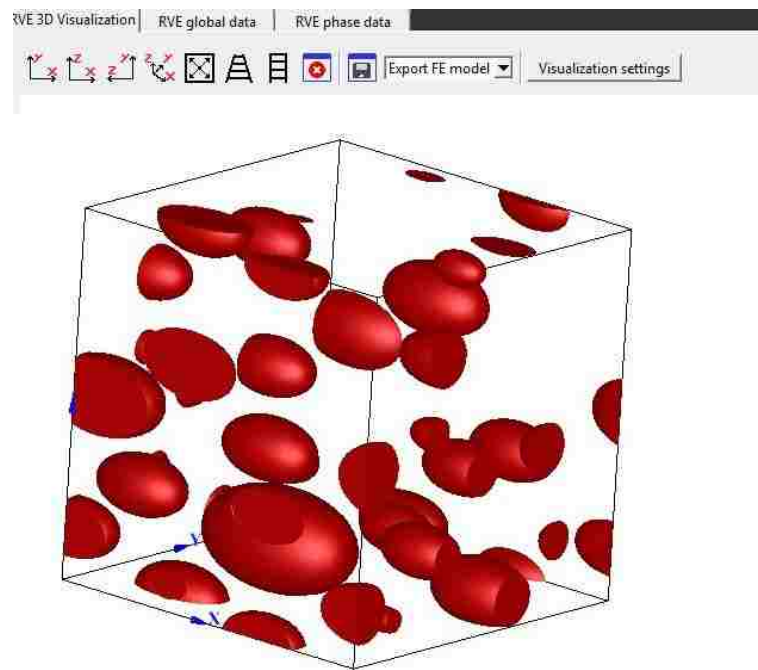 RVE 3D Visualization RVE global data RVE phase data
Y X Z X Z Y Z Y X Export FE model Visualization settings
Y
X